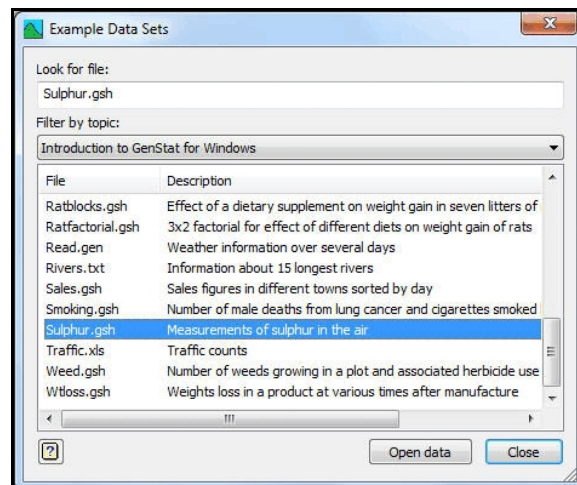 Example Data Sets
Look for file:
Sulphur.gsh
Filter by topic:
Introduction to GenStat for Windows
File Description
Ratblocks.gsh Effect of a dietary supplement on weight gain in seven litters of
Ratfactorial.gsh 3x2 factorial for effect of different diets on weight gain of rats
Read.gen Weather information over several days
Rivers.txt Information about 15 longest rivers
Sales.gsh Sales figures in different towns sorted by day
Smoking.gsh Number of male deaths from lung cancer and cigarettes smoked
Sulphur.gsh Measurements of sulphur in the air
Traffic.xls Traffic counts
Weed.gsh Number of weeds growing in a plot and associated herbicide use
Wtloss.gsh Weights loss in a product at various times after manufacture
? Open data Close